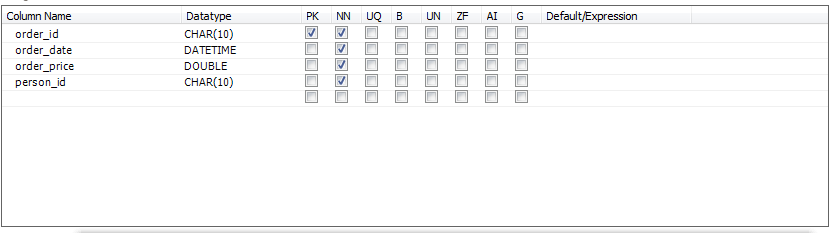 Column Name Datatype PK NN UQ B UN ZF AI G Default/Expression
order_id CHAR(10)
order_date DATETIME
order_price DOUBLE
person_id CHAR(10)